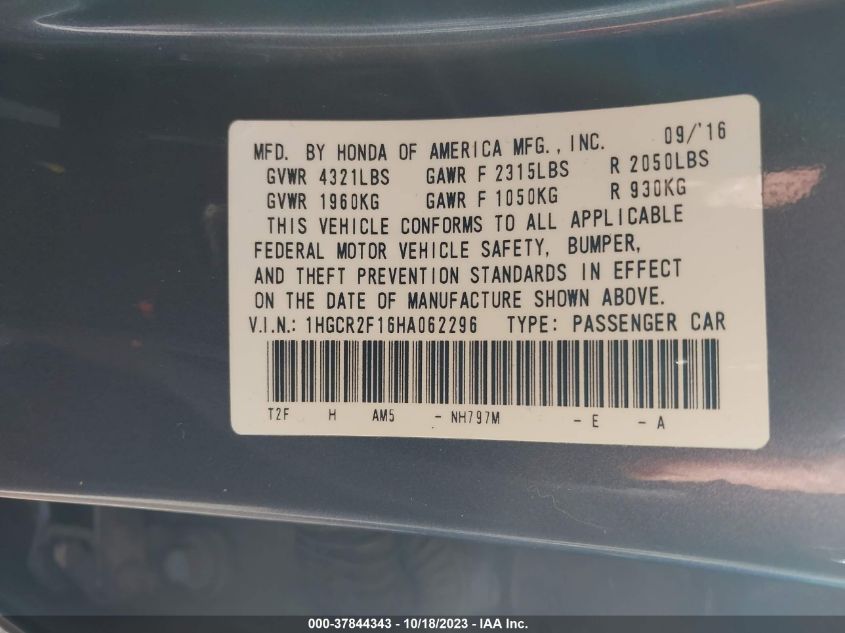 MFD. BY HONDA OF AMERICA MFG., INC. 09/'16
GVWR 4321LBS GAWR F 2315LBS R 2050LBS
GVWR 1960KG GAWR F 1050KG R 930KG
THIS VEHICLE CONFORMS TO ALL APPLICABLE
FEDERAL MOTOR VEHICLE SAFETY, BUMPER,
AND THEFT PREVENTION STANDARDS IN EFFECT
ON THE DATE OF MANUFACTURE SHOWN ABOVE.
V.I.N.: 1HGCR2F16HA062296 TYPE: PASSENGER CAR
T2F H AM5 - NH797M - E - A
000-37844343 - 10/18/2023 - IAA Inc.